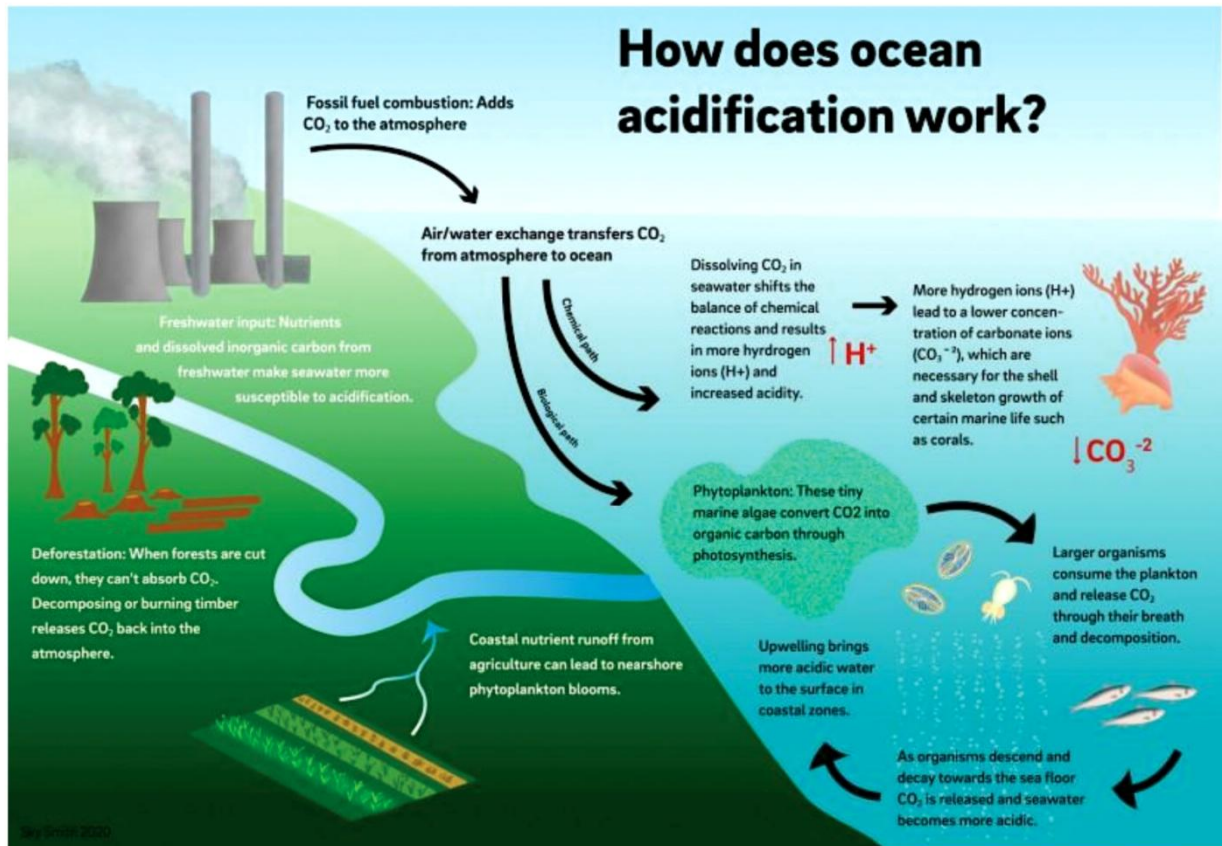 How does ocean
acidification work?
Fossil fuel combustion: Adds
CO₂ to the atmosphere
Air/water exchange transfers CO₂
from atmosphere to ocean
Chemical path
Biological path
Dissolving CO₂ in
seawater shifts the
balance of chemical
reactions and results
in more hydrogen
ions (H+) and
increased acidity.
↑ H⁺
More hydrogen ions (H+)
lead to a lower concen-
tration of carbonate ions
(CO₃⁻²), which are
necessary for the shell
and skeleton growth of
certain marine life such
as corals.
↓ CO₃⁻²
Freshwater input: Nutrients
and dissolved inorganic carbon from
freshwater make seawater more
susceptible to acidification.
Deforestation: When forests are cut
down, they can't absorb CO₂.
Decomposing or burning timber
releases CO₂ back into the
atmosphere.
Coastal nutrient runoff from
agriculture can lead to nearshore
phytoplankton blooms.
Phytoplankton: These tiny
marine algae convert CO2 into
organic carbon through
photosynthesis.
Larger organisms
consume the plankton
and release CO₂
through their breath
and decomposition.
Upwelling brings
more acidic water
to the surface in
coastal zones.
As organisms descend and
decay towards the sea floor
CO₂ is released and seawater
becomes more acidic.
Sky Smith 2020